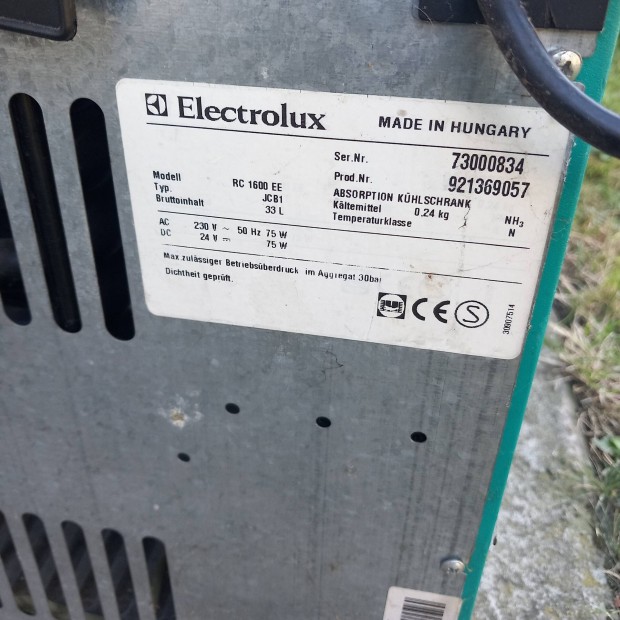 Electrolux
MADE IN HUNGARY
Ser.Nr. 73000834
Prod.Nr. 921369057
Modell RC 1600 EE
Typ. JCB1
Bruttoinhalt 33 L
ABSORPTION KÜHLSCHRANK
Kältemittel 0,24 kg NH3
Temperaturklasse N
AC 230 V ~ 50 Hz 75 W
DC 24 V ⎓ 75 W
Max zulässiger Betriebsüberdruck im Aggregat 30bar
Dichtheit geprüft.
CE S
30907514